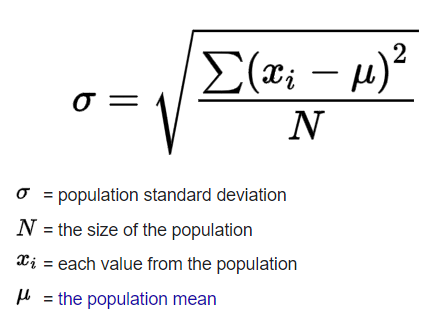 σ = √(∑(xᵢ − μ)² / N)
σ = population standard deviation
N = the size of the population
xᵢ = each value from the population
μ = the population mean